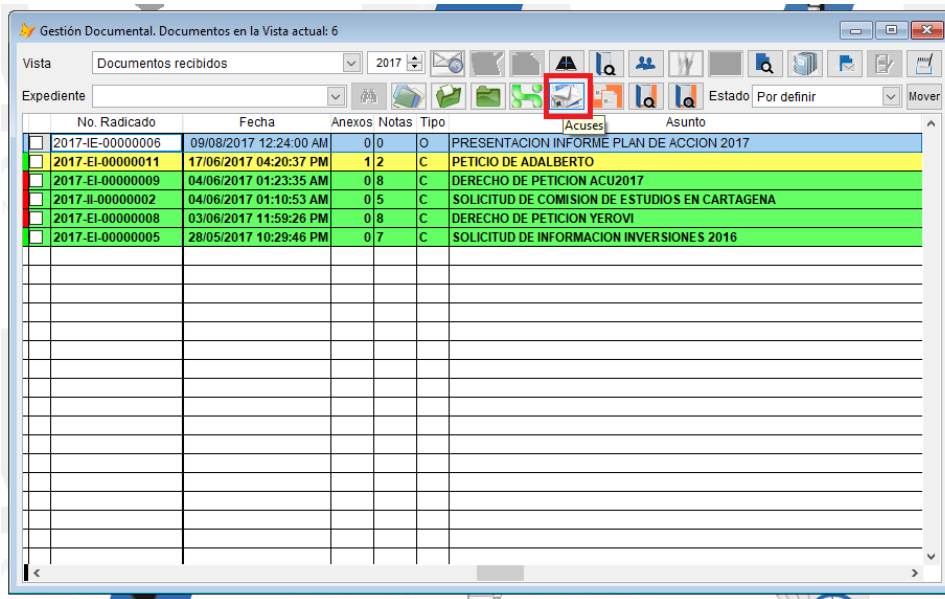 Gestión Documental. Documentos en la Vista actual: 6
Vista Documentos recibidos 2017
Expediente Estado Por definir Mover
No. Radicado Fecha Anexos Notas Tipo Asunto
Acuses
2017-IE-00000006 09/08/2017 12:24:00 AM 0 0 O PRESENTACION INFORME PLAN DE ACCION 2017
2017-EI-00000011 17/06/2017 04:20:37 PM 1 2 C PETICIO DE ADALBERTO
2017-EI-00000009 04/06/2017 01:23:35 AM 0 8 C DERECHO DE PETICION ACU2017
2017-II-00000002 04/06/2017 01:10:53 AM 0 5 C SOLICITUD DE COMISION DE ESTUDIOS EN CARTAGENA
2017-EI-00000008 03/06/2017 11:59:26 PM 0 8 C DERECHO DE PETICION YEROVI
2017-EI-00000005 28/05/2017 10:29:46 PM 0 7 C SOLICITUD DE INFORMACION INVERSIONES 2016